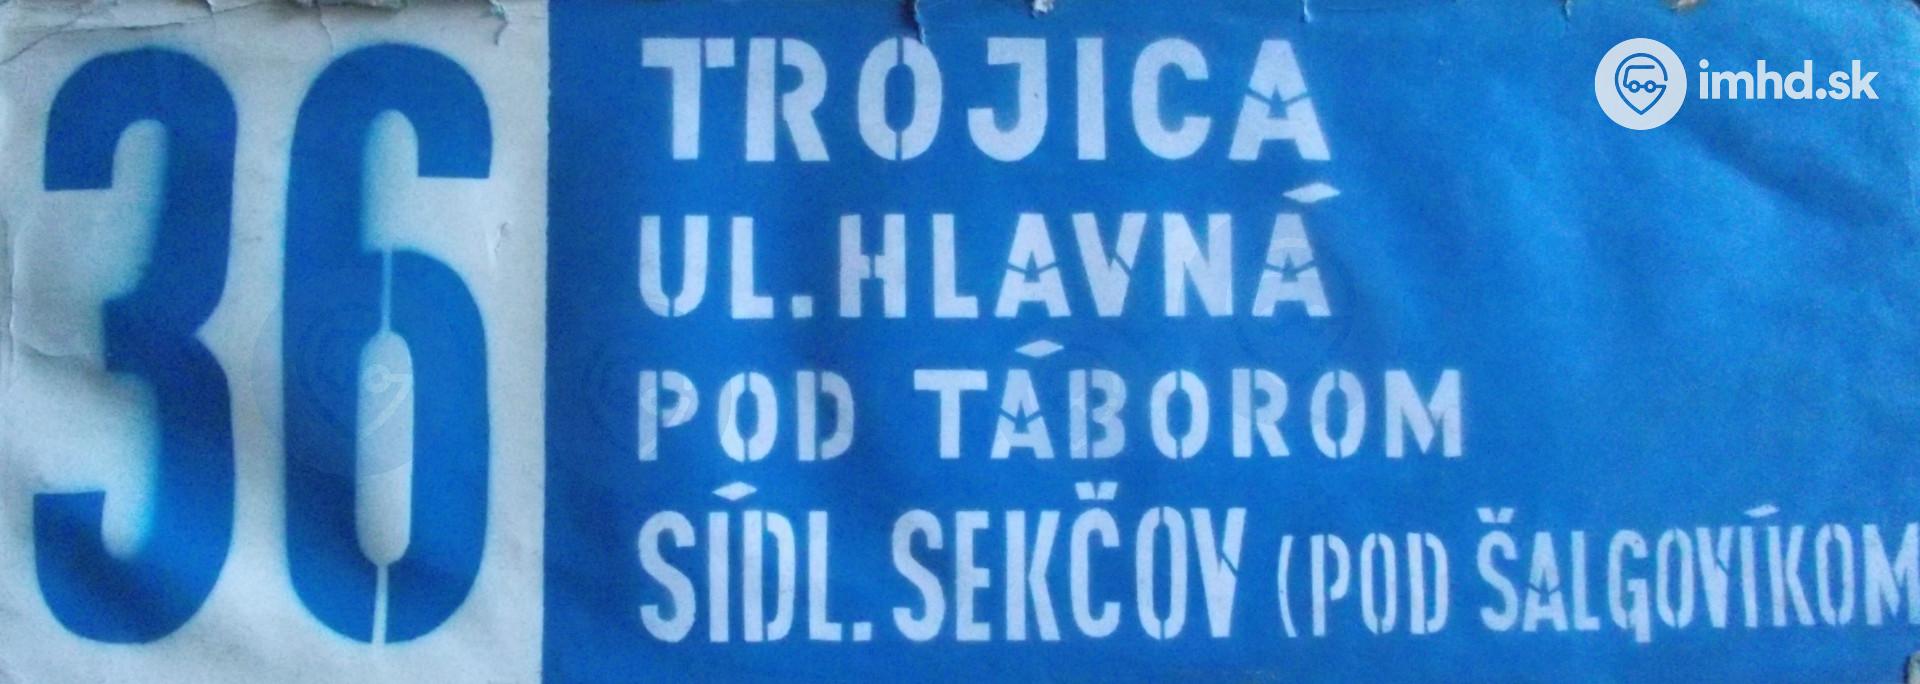 36
TROJICA
UL. HLAVNÁ
POD TÁBOROM
SÍDL. SEKČOV (POD ŠALGOVÍKOM
imhd.sk